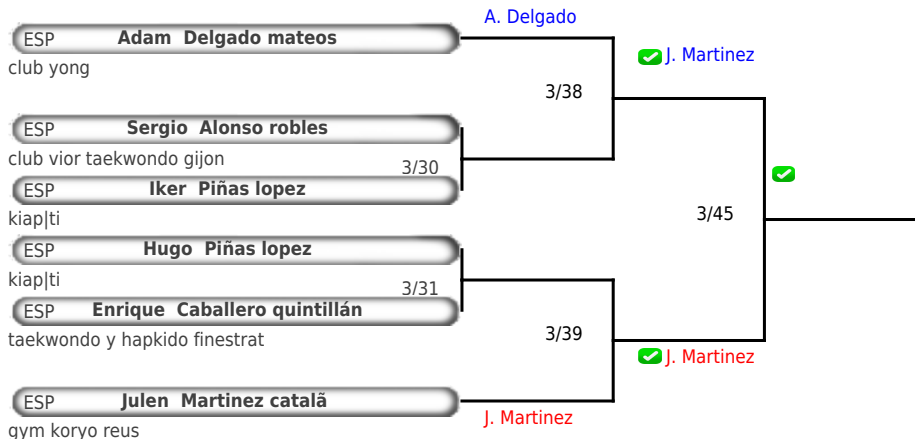 A. Delgado
ESP Adam Delgado mateos
club yong
J. Martinez
3/38
ESP Sergio Alonso robles
club vior taekwondo gijon
3/30
ESP Iker Piñas lopez
kiap|ti
3/45
ESP Hugo Piñas lopez
kiap|ti
3/31
ESP Enrique Caballero quintillán
taekwondo y hapkido finestrat
3/39
J. Martinez
ESP Julen Martinez catalã
J. Martinez
gym koryo reus